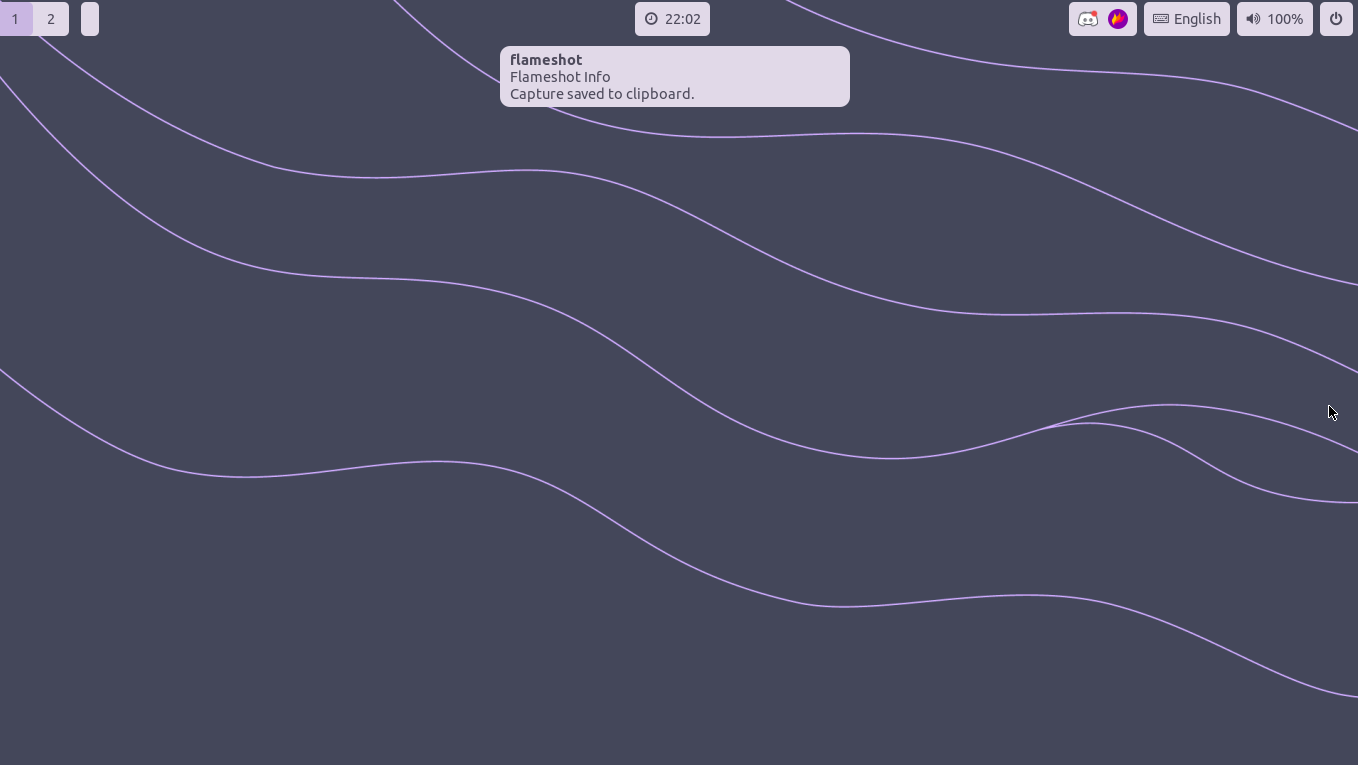 1 2
22:02
English
100%
flameshot
Flameshot Info
Capture saved to clipboard.